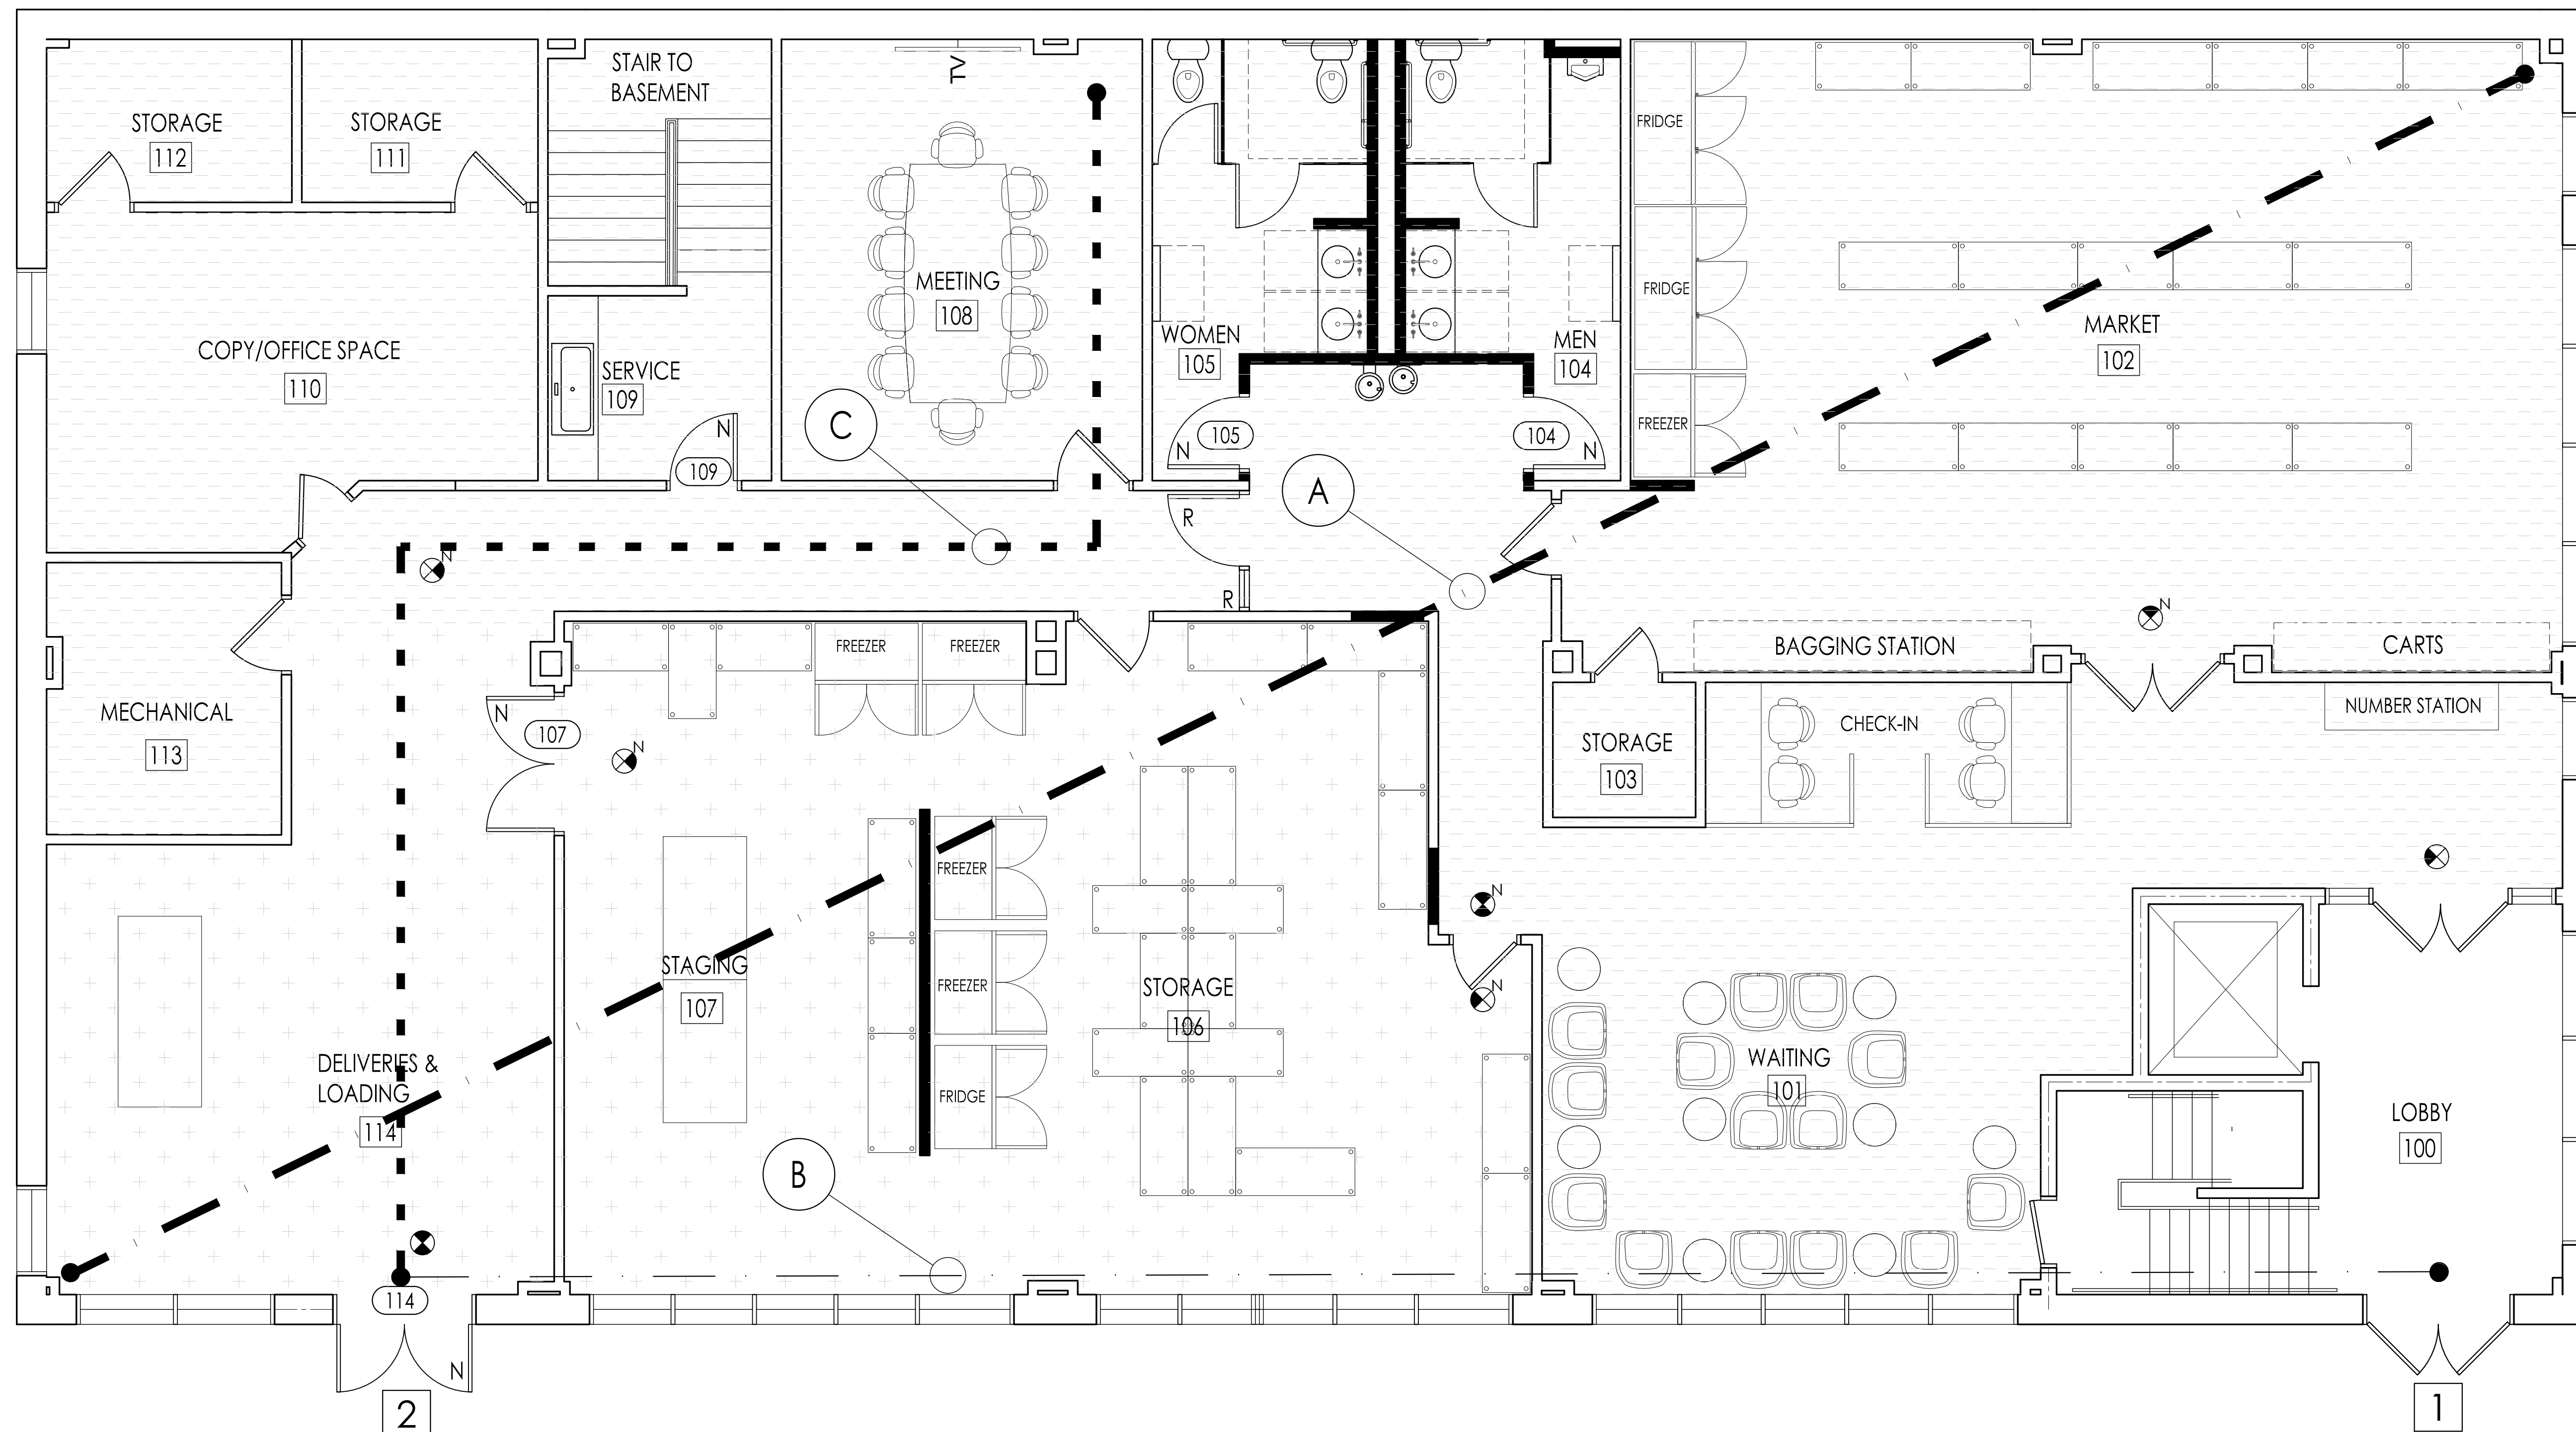 STAIR TO
BASEMENT
TV
STORAGE
112
STORAGE
111
FRIDGE
MEETING
108
FRIDGE
MARKET
102
WOMEN
105
MEN
104
COPY/OFFICE SPACE
110
SERVICE
109
C
N
109
FREEZER
105
N
104
N
A
R
N
R
N
MECHANICAL
113
FREEZER
FREEZER
BAGGING STATION
CARTS
N
107
N
NUMBER STATION
CHECK-IN
STORAGE
103
FREEZER
N
STAGING
107
FREEZER
STORAGE
106
N
DELIVERIES &
LOADING
114
FRIDGE
WAITING
101
LOBBY
100
B
114
N
2
1